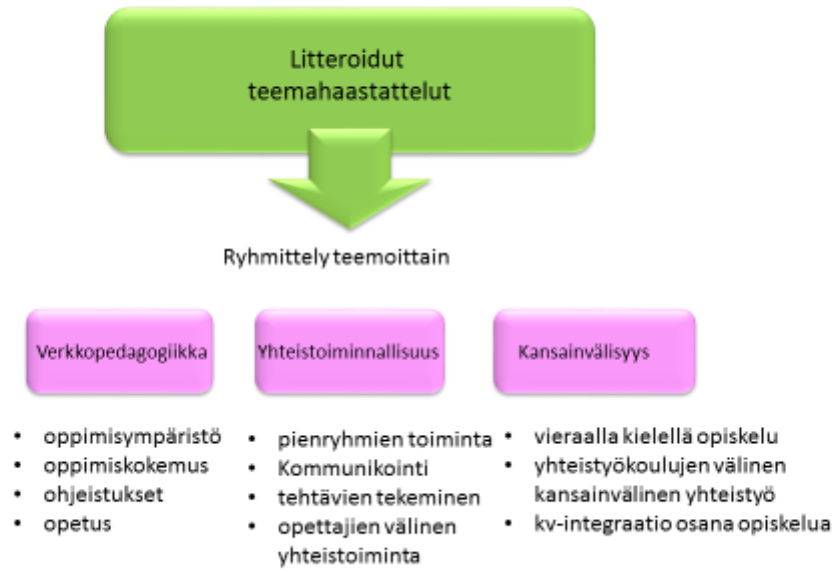 Litteroidut
teemahaastattelut
Ryhmittely teemoittain
Verkkopedagogiikka
• oppimisympäristö
• oppimiskokemus
• ohjeistukset
• opetus
Yhteistoiminnallisuus
• pienryhmien toiminta
• Kommunikointi
• tehtävien tekeminen
• opettajien välinen
yhteistoiminta
Kansainvälisyys
• vieraalla kielellä opiskelu
• yhteistyökoulujen välinen
kansainvälinen yhteistyö
• kv-integraatio osana opiskelua